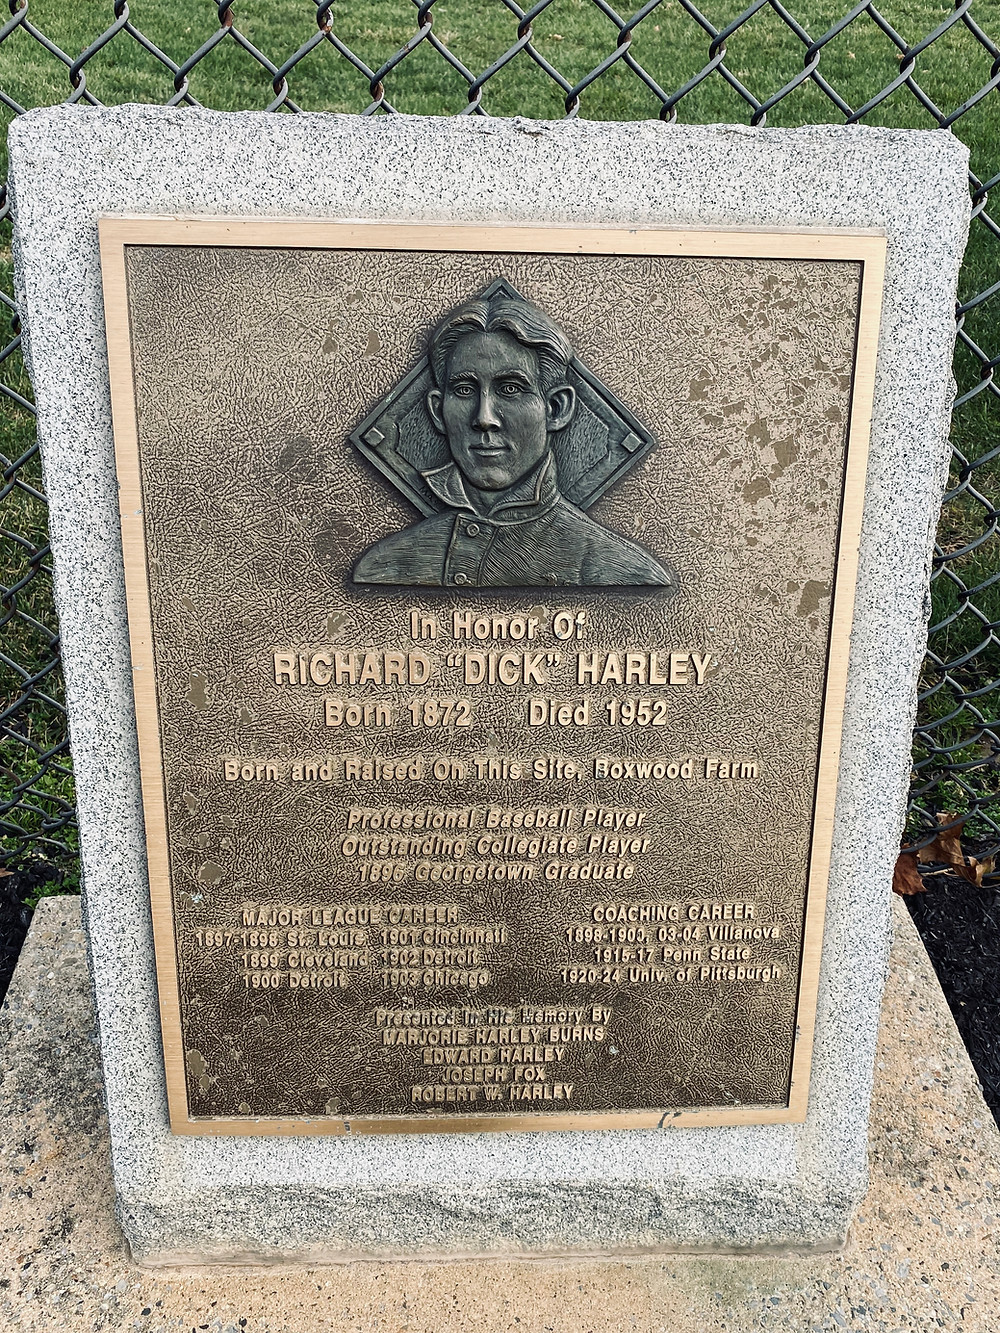 In Honor Of
RICHARD "DICK" HARLEY
Born 1872 Died 1952
Born and Raised On This Site, Boxwood Farm
Professional Baseball Player
Outstanding Collegiate Player
1896 Georgetown Graduate
MAJOR LEAGUE CAREER
1897-1898 St. Louis 1901 Cincinnati
1899 Cleveland 1902 Detroit
1900 Detroit 1903 Chicago
COACHING CAREER
1898-1900, 03-04 Villanova
1915-17 Penn State
1920-24 Univ. of Pittsburgh
Presented In His Memory By
MARJORIE HARLEY BURNS
EDWARD HARLEY
JOSEPH FOX
ROBERT W. HARLEY